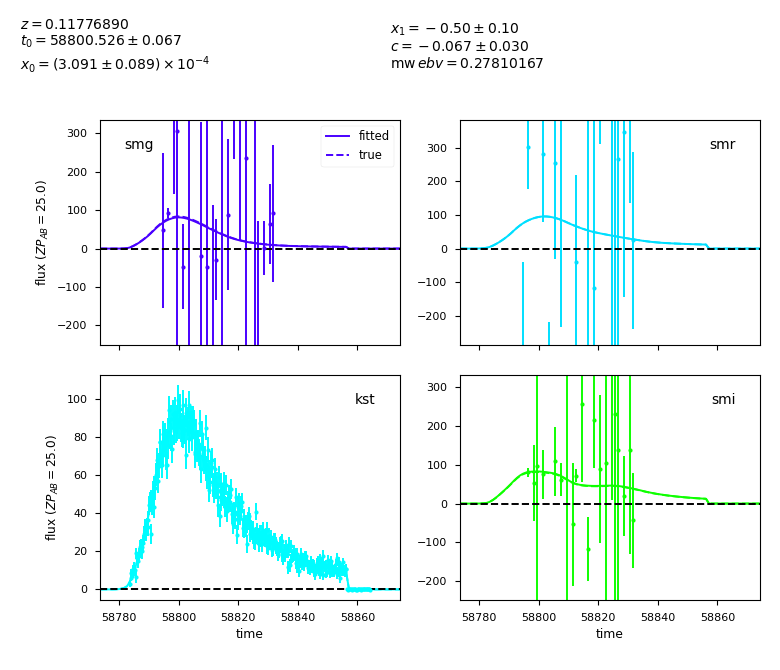 z = 0.11776890
t₀ = 58800.526 ± 0.067
x₀ = (3.091 ± 0.089) × 10⁻⁴
x₁ = −0.50 ± 0.10
c = −0.067 ± 0.030
mw ebv = 0.27810167
smg
fitted
true
300
200
100
0
−100
−200
flux (ZP_AB = 25.0)
smr
300
200
100
0
−100
−200
kst
100
80
60
40
20
0
flux (ZP_AB = 25.0)
58780 58800 58820 58840 58860
time
smi
300
200
100
0
−100
−200
58780 58800 58820 58840 58860
time